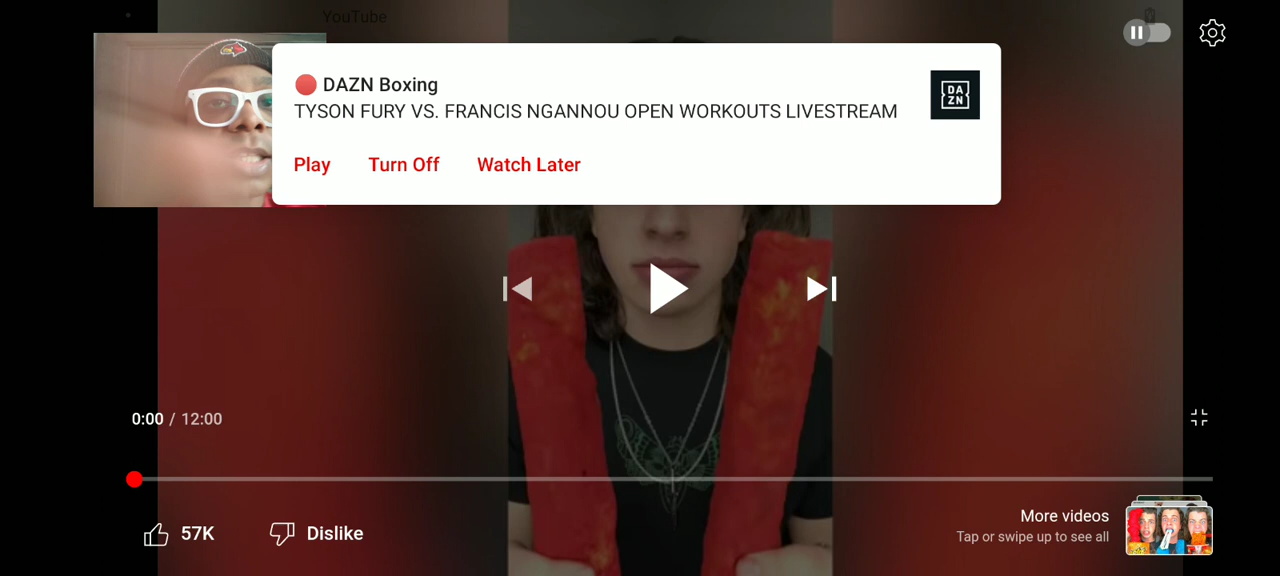 YouTube
DAZN Boxing
TYSON FURY VS. FRANCIS NGANNOU OPEN WORKOUTS LIVESTREAM
DA
ZN
Play Turn Off Watch Later
0:00 / 12:00
57K Dislike
More videos
Tap or swipe up to see all